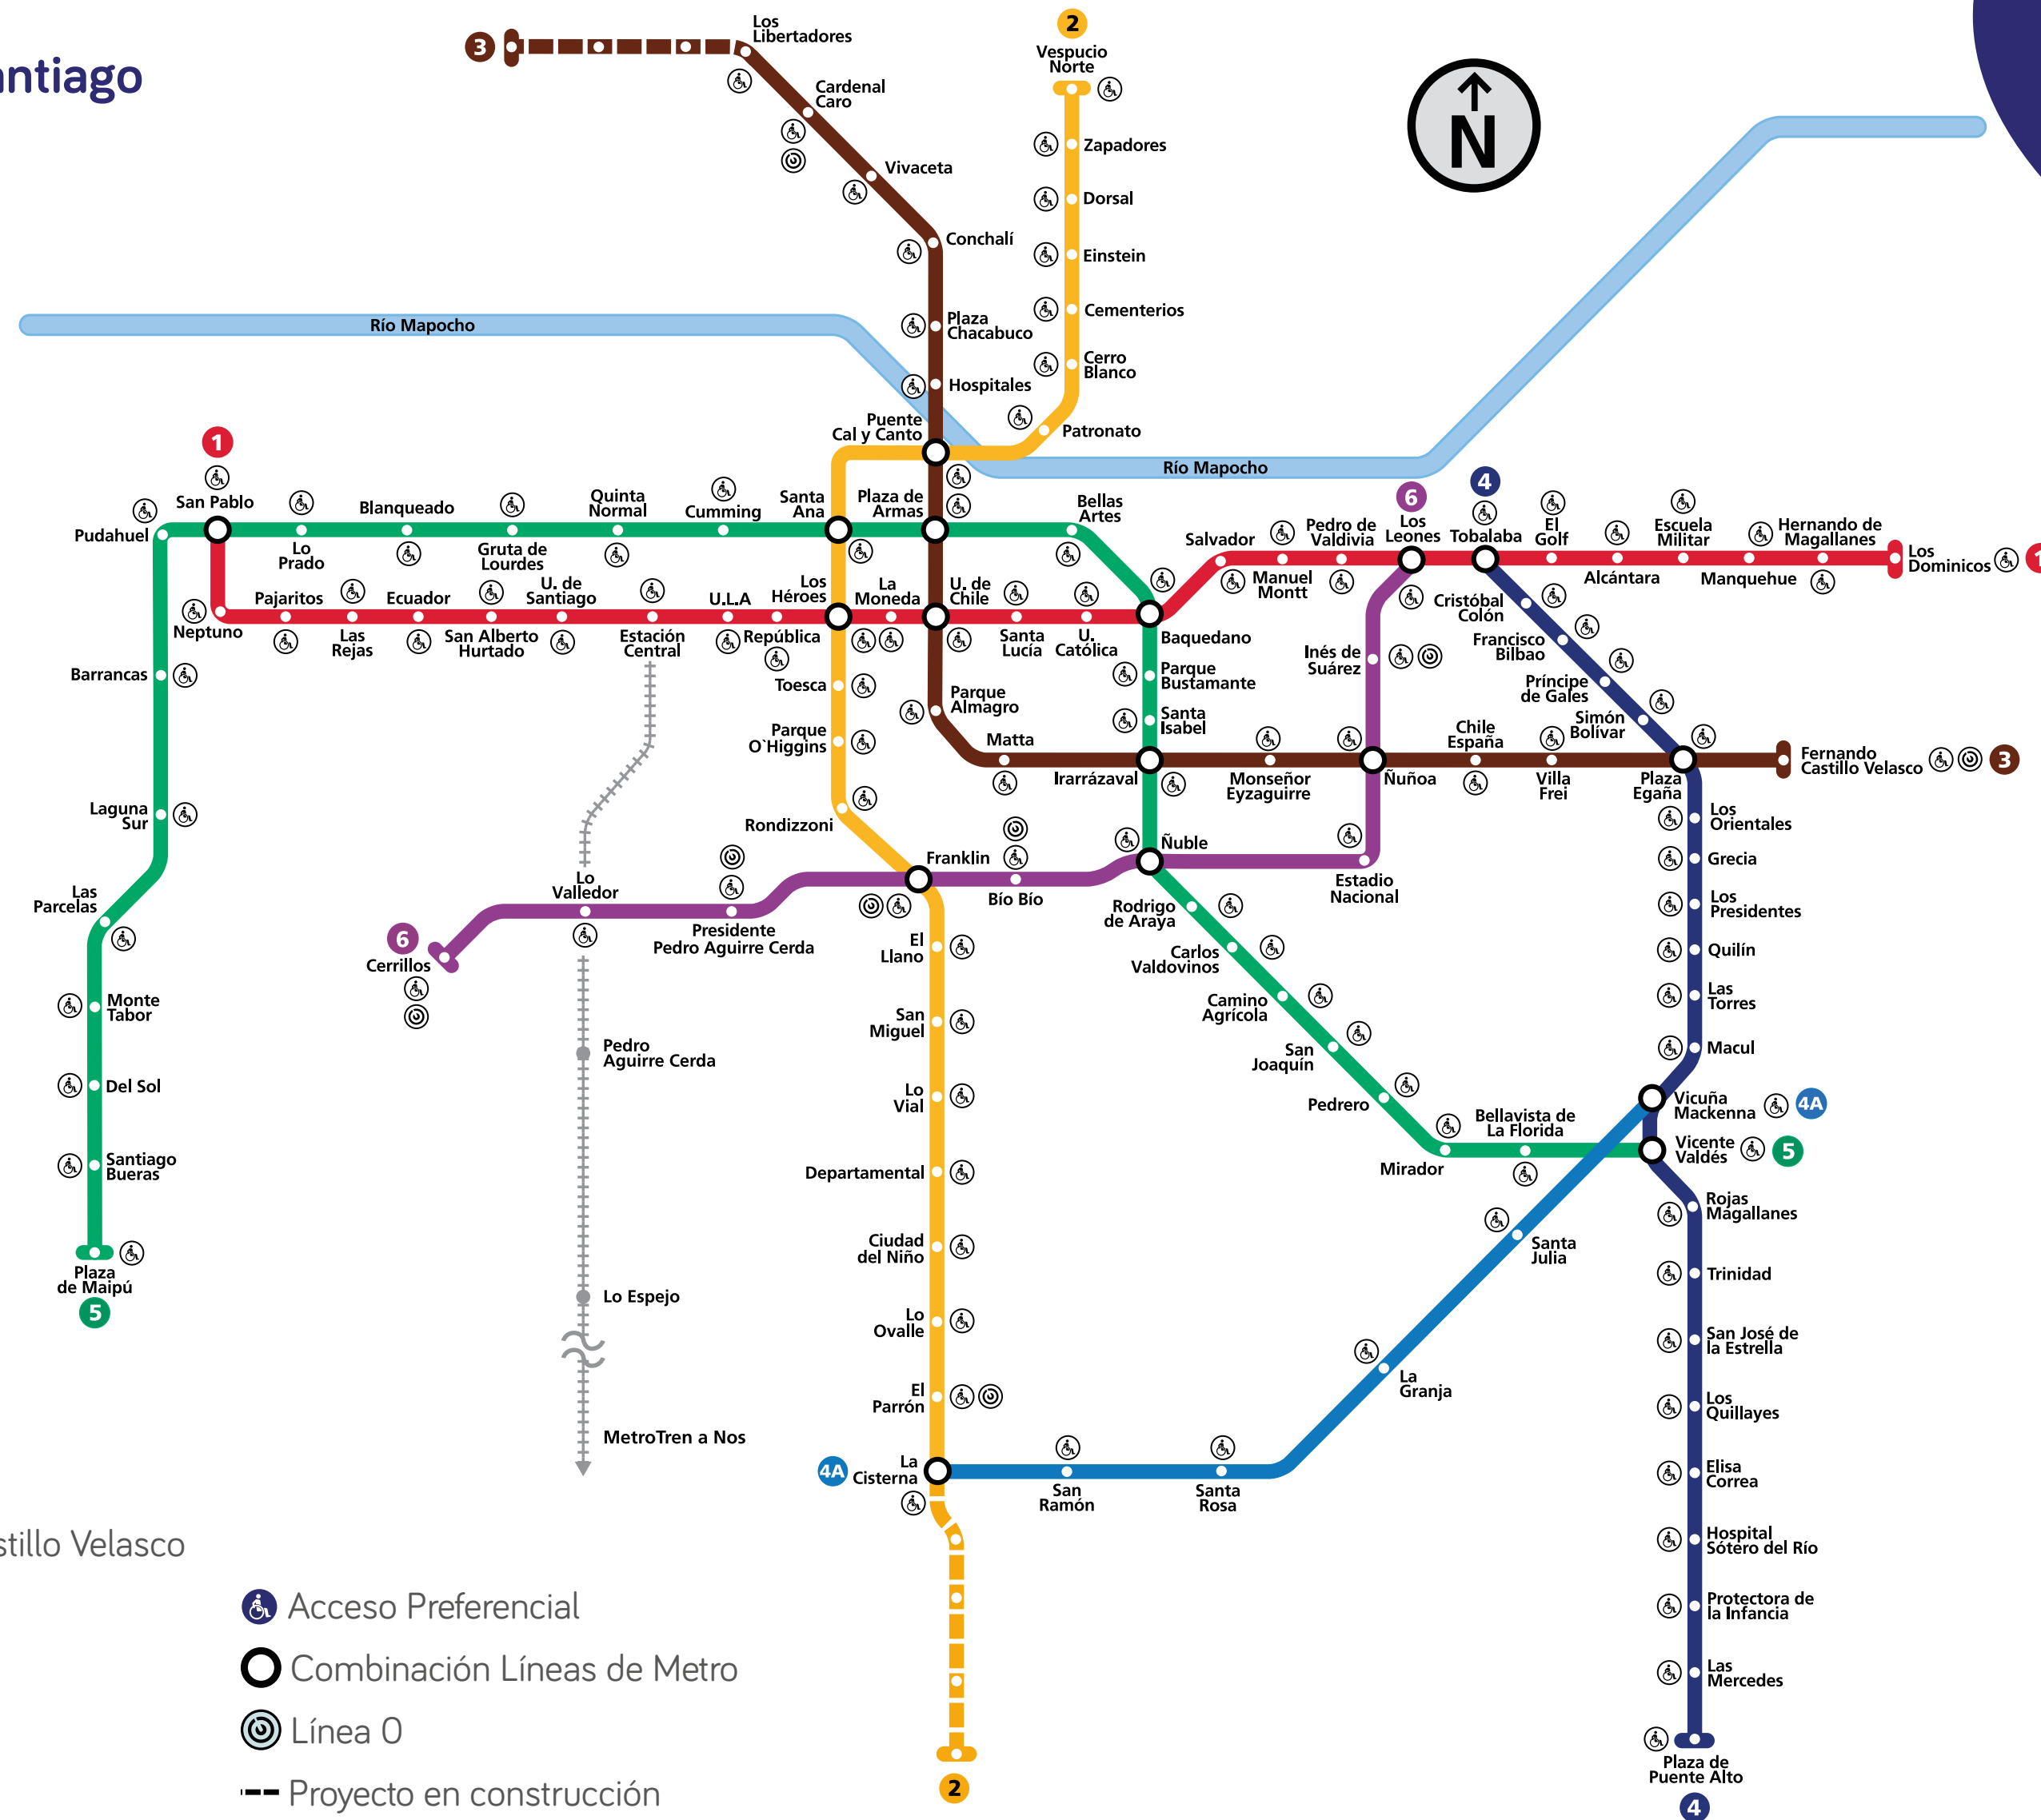 antiago
3
Los
Libertadores
Cardenal
Caro
Vivaceta
Conchalí
Plaza
Chacabuco
Hospitales
Puente
Cal y Canto
2
Vespucio
Norte
Zapadores
Dorsal
Einstein
Cementerios
Cerro
Blanco
Patronato
N
Río Mapocho
Río Mapocho
1
San Pablo
Pudahuel
Lo
Prado
Blanqueado
Gruta de
Lourdes
Quinta
Normal
Cumming
Santa
Ana
Plaza de
Armas
Bellas
Artes
Neptuno
Pajaritos
Las
Rejas
Ecuador
San Alberto
Hurtado
U. de
Santiago
Estación
Central
U.L.A
República
Los
Héroes
La
Moneda
U. de
Chile
Santa
Lucía
U.
Católica
Baquedano
Salvador
Manuel
Montt
Pedro de
Valdivia
6
Los
Leones
4
Tobalaba
El
Golf
Alcántara
Escuela
Militar
Manquehue
Hernando de
Magallanes
Los
Dominicos
1
Cristóbal
Colón
Francisco
Bilbao
Príncipe
de Gales
Simón
Bolívar
Inés de
Suárez
Barrancas
Laguna
Sur
Las
Parcelas
Monte
Tabor
Del Sol
Santiago
Bueras
Plaza
de Maipú
5
Toesca
Parque
O`Higgins
Rondizzoni
Parque
Almagro
Matta
Parque
Bustamante
Santa
Isabel
Irarrázaval
Monseñor
Eyzaguirre
Ñuñoa
Chile
España
Villa
Frei
Plaza
Egaña
Fernando
Castillo Velasco
3
Franklin
Bío Bío
Ñuble
Estadio
Nacional
Lo
Valledor
Presidente
Pedro Aguirre Cerda
6
Cerrillos
Pedro
Aguirre Cerda
Lo Espejo
MetroTren a Nos
El
Llano
San
Miguel
Lo
Vial
Departamental
Ciudad
del Niño
Lo
Ovalle
El
Parrón
4A
La
Cisterna
San
Ramón
Santa
Rosa
La
Granja
Santa
Julia
Rodrigo
de Araya
Carlos
Valdovinos
Camino
Agrícola
San
Joaquín
Pedrero
Mirador
Bellavista de
La Florida
Los
Orientales
Grecia
Los
Presidentes
Quilín
Las
Torres
Macul
Vicuña
Mackenna
4A
Vicente
Valdés
5
Rojas
Magallanes
Trinidad
San José de
la Estrella
Los
Quillayes
Elisa
Correa
Hospital
Sótero del Río
Protectora de
la Infancia
Las
Mercedes
Plaza de
Puente Alto
4
2
stillo Velasco
Acceso Preferencial
Combinación Líneas de Metro
Línea 0
Proyecto en construcción